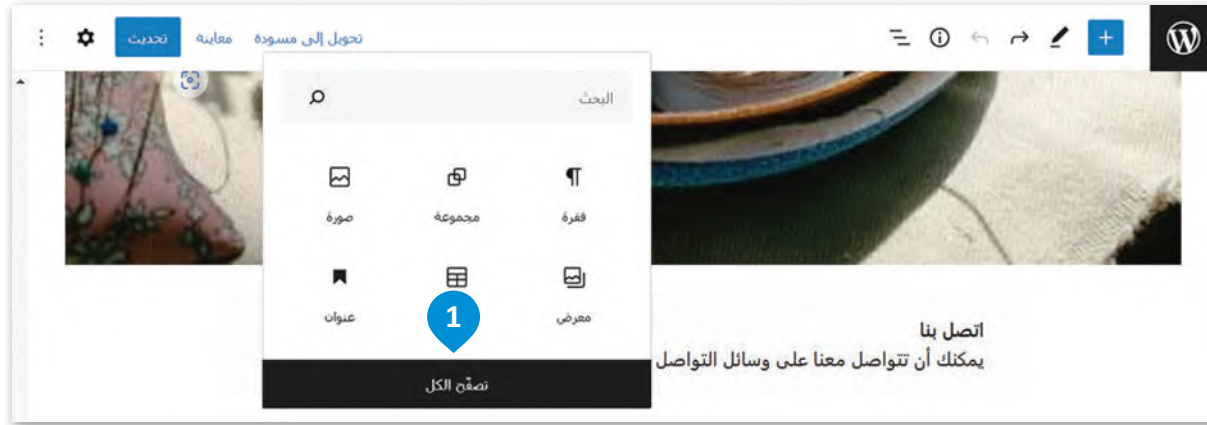 تحويل إلى مسودة معاينة تحديث
البحث
فقرة مجموعة صورة
معرض عنوان
1
تصفّح الكل
اتصل بنا
يمكنك أن تتواصل معنا على وسائل التواصل